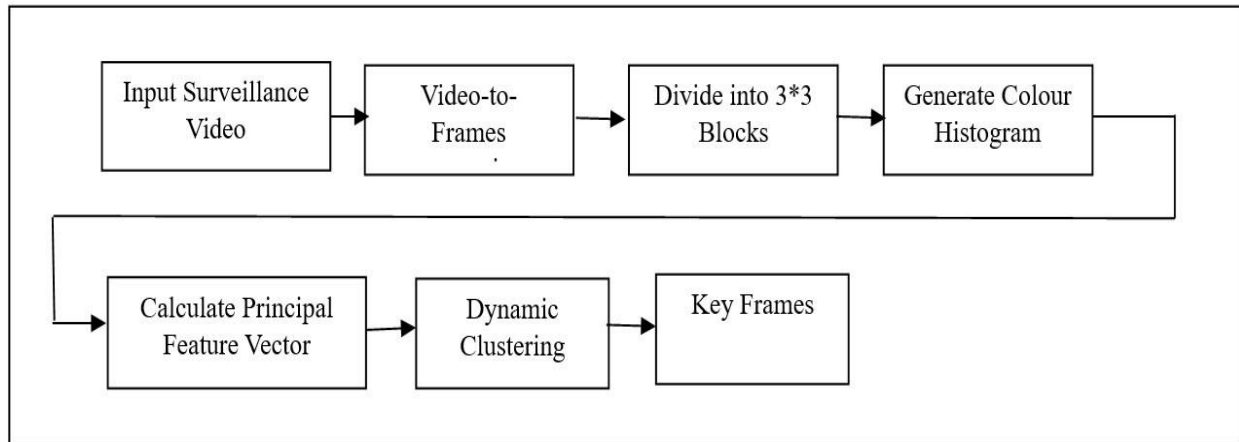 Input Surveillance
Video
Video-to-
Frames
Divide into 3*3
Blocks
Generate Colour
Histogram
Calculate Principal
Feature Vector
Dynamic
Clustering
Key Frames